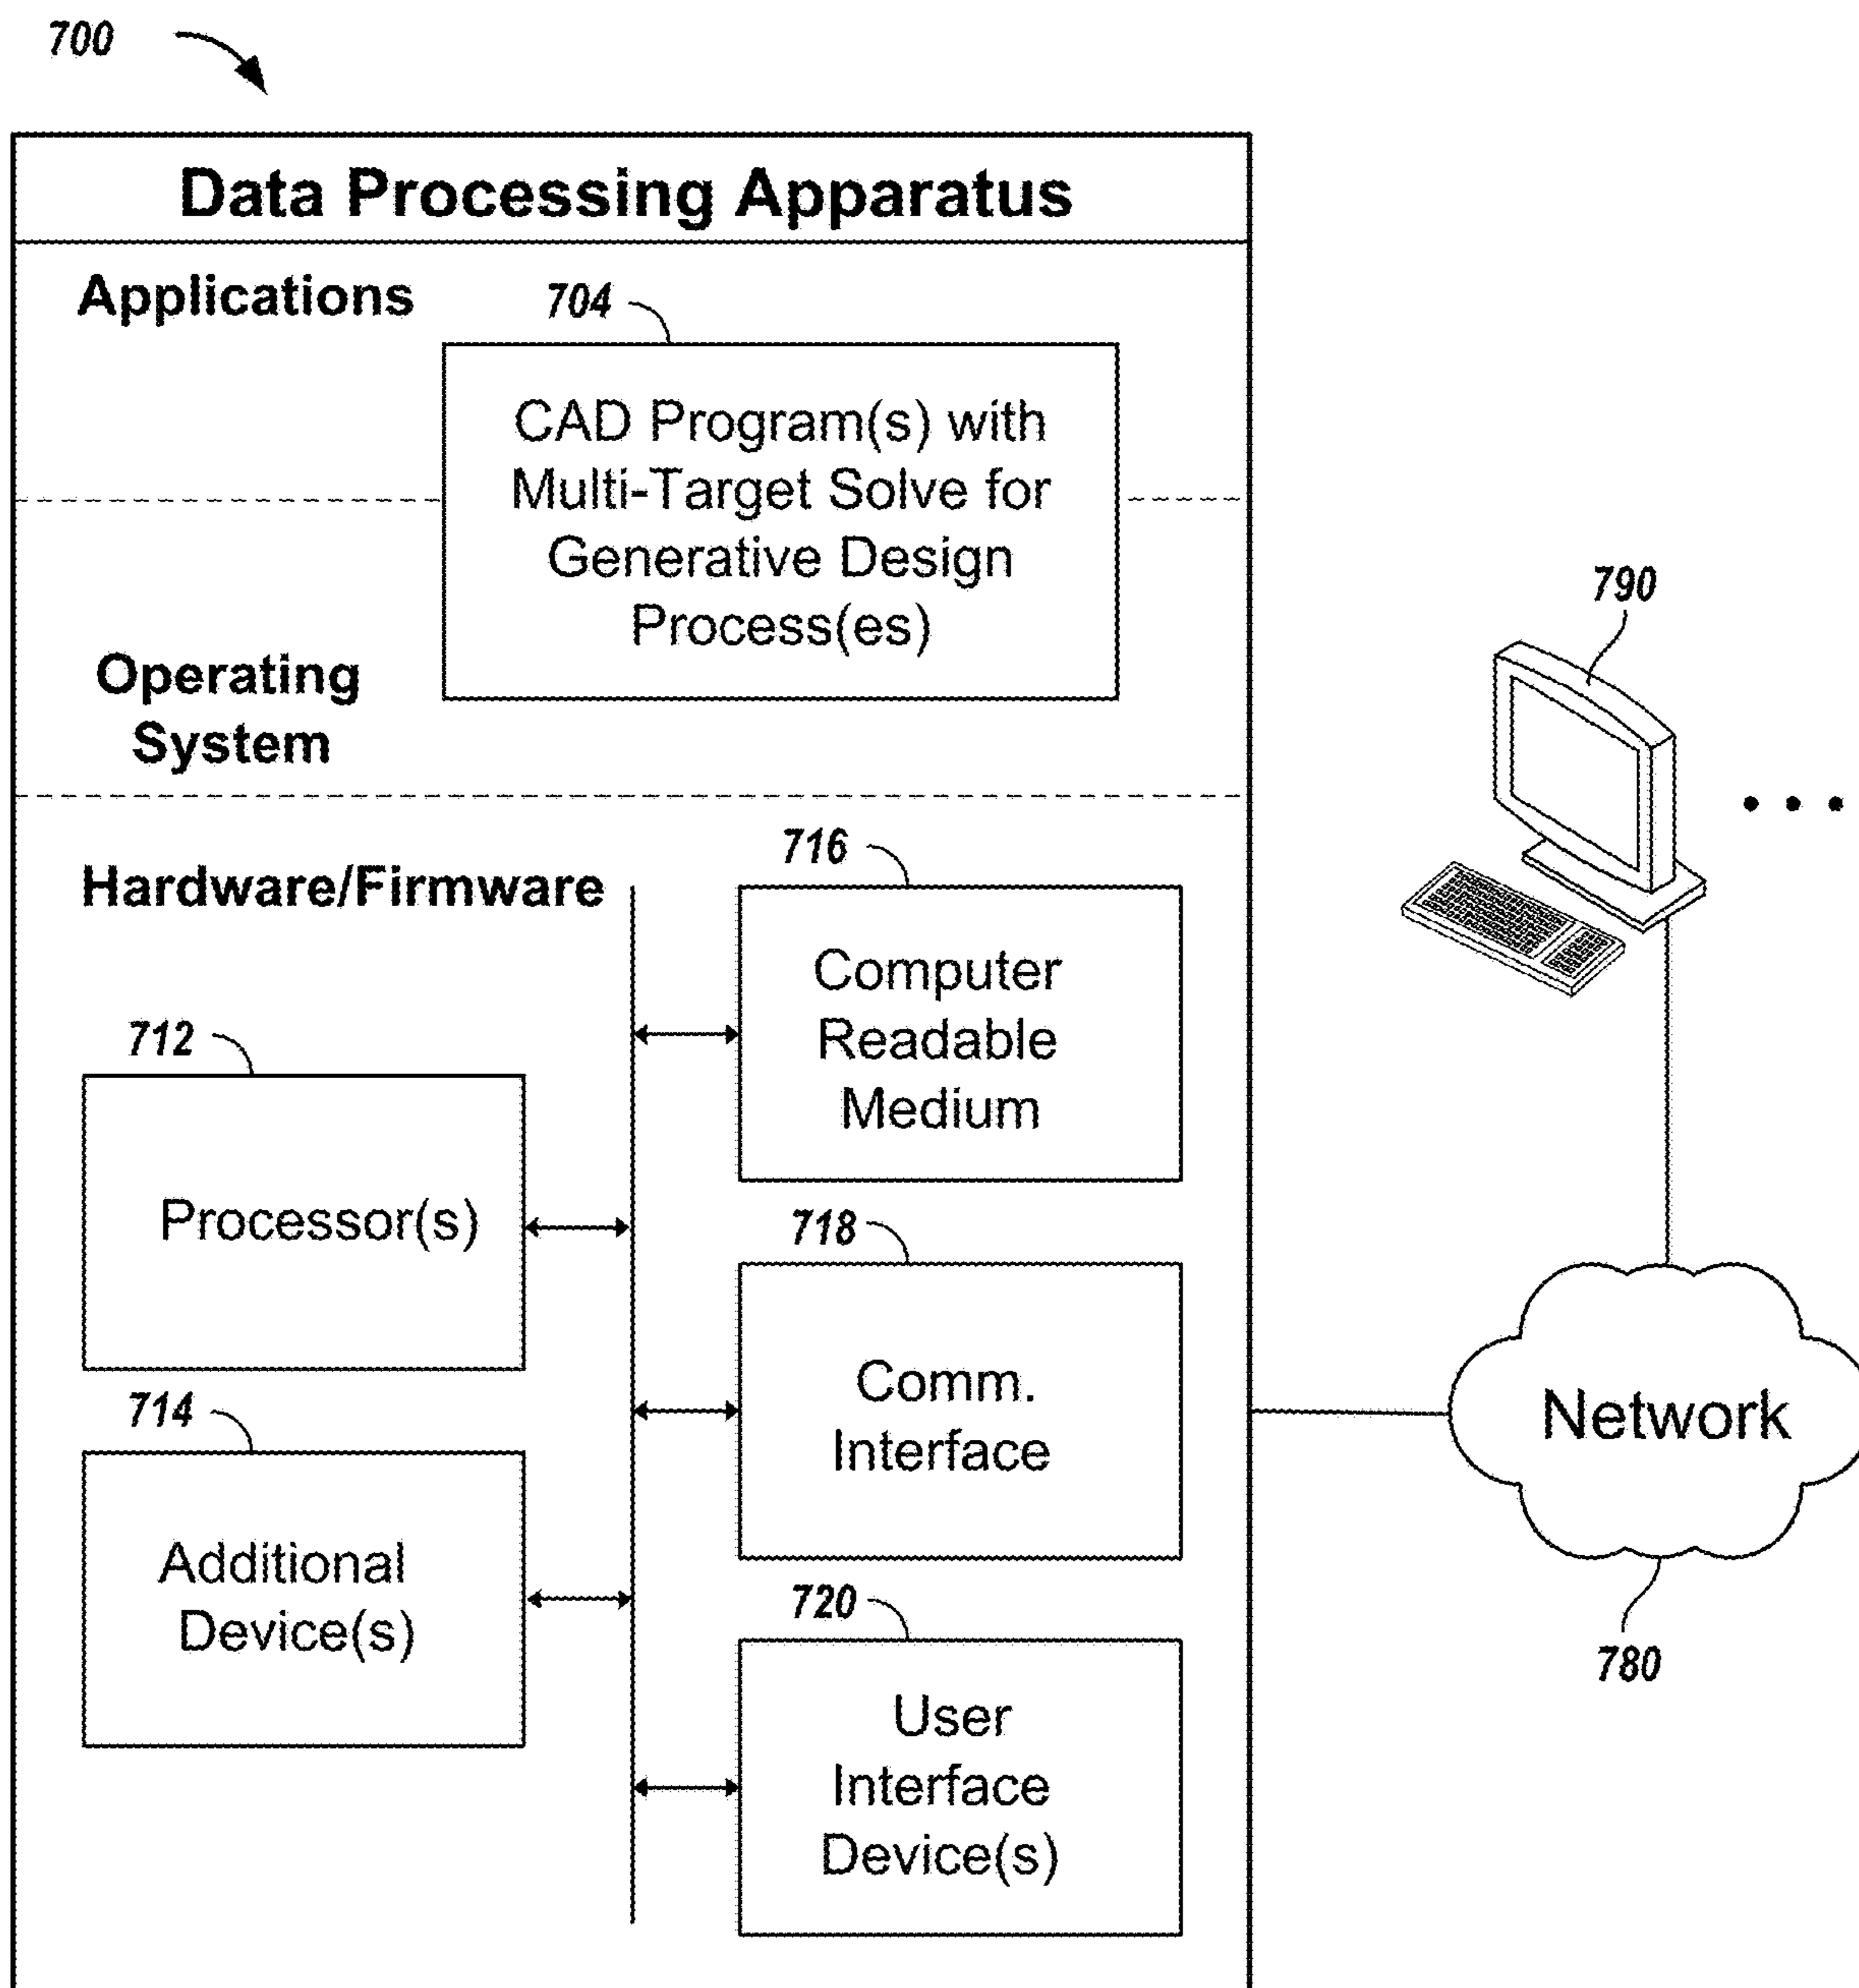 700
Data Processing Apparatus
Applications
704
CAD Program(s) with
Multi-Target Solve for
Generative Design
Process(es)
Operating
System
790
Hardware/Firmware
716
Computer
Readable
Medium
712
Processor(s)
718
Comm.
Interface
Network
780
714
Additional
Device(s)
720
User
Interface
Device(s)